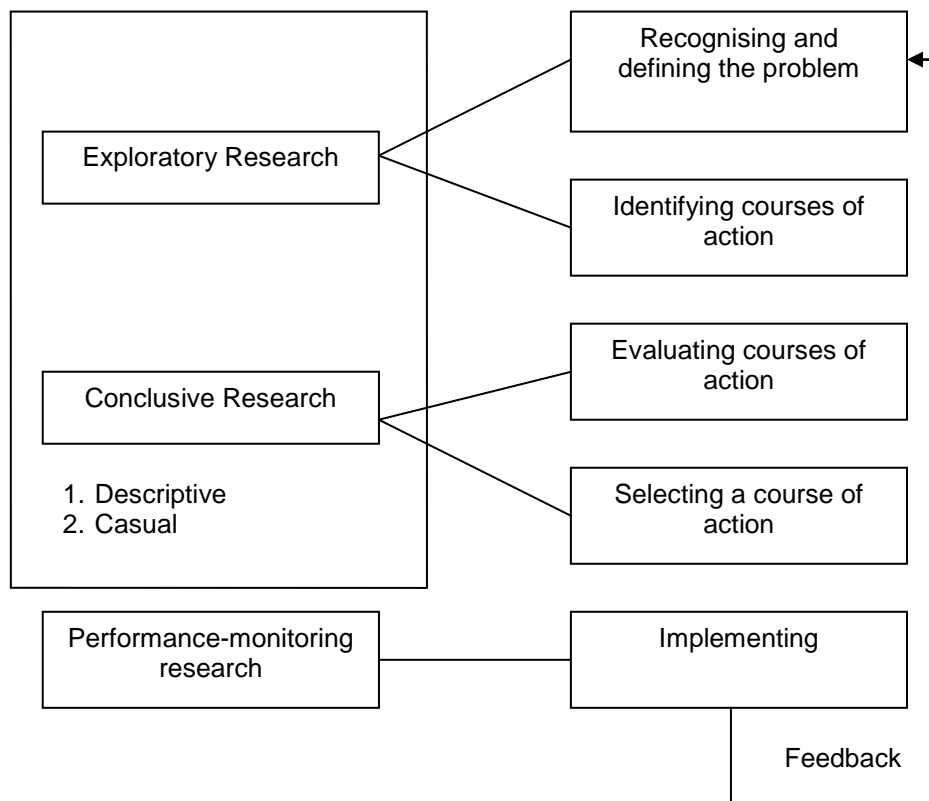 Recognising and
defining the problem
Exploratory Research
Identifying courses of
action
Evaluating courses of
action
Conclusive Research
1. Descriptive
2. Casual
Selecting a course of
action
Performance-monitoring
research
Implementing
Feedback